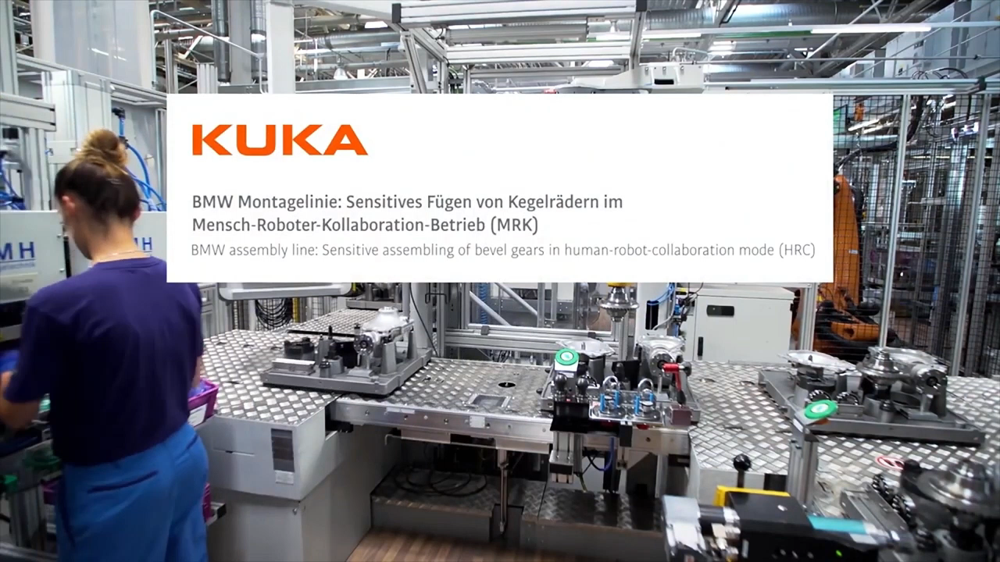 KUKA
BMW Montagelinie: Sensitives Fügen von Kegelrädern im
Mensch-Roboter-Kollaboration-Betrieb (MRK)
BMW assembly line: Sensitive assembling of bevel gears in human-robot-collaboration mode (HRC)
MH
MH